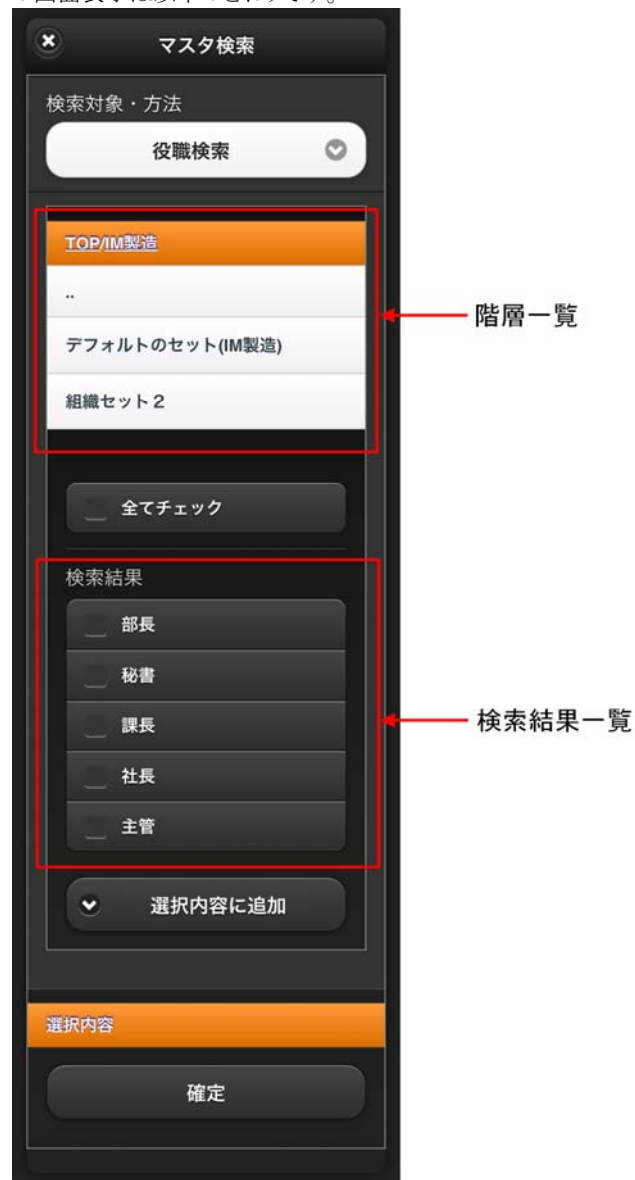 マスタ検索
検索対象・方法
役職検索
TOP/IM製造
..
デフォルトのセット(IM製造)
組織セット２
階層一覧
全てチェック
検索結果
部長
秘書
課長
社長
主管
検索結果一覧
選択内容に追加
選択内容
確定